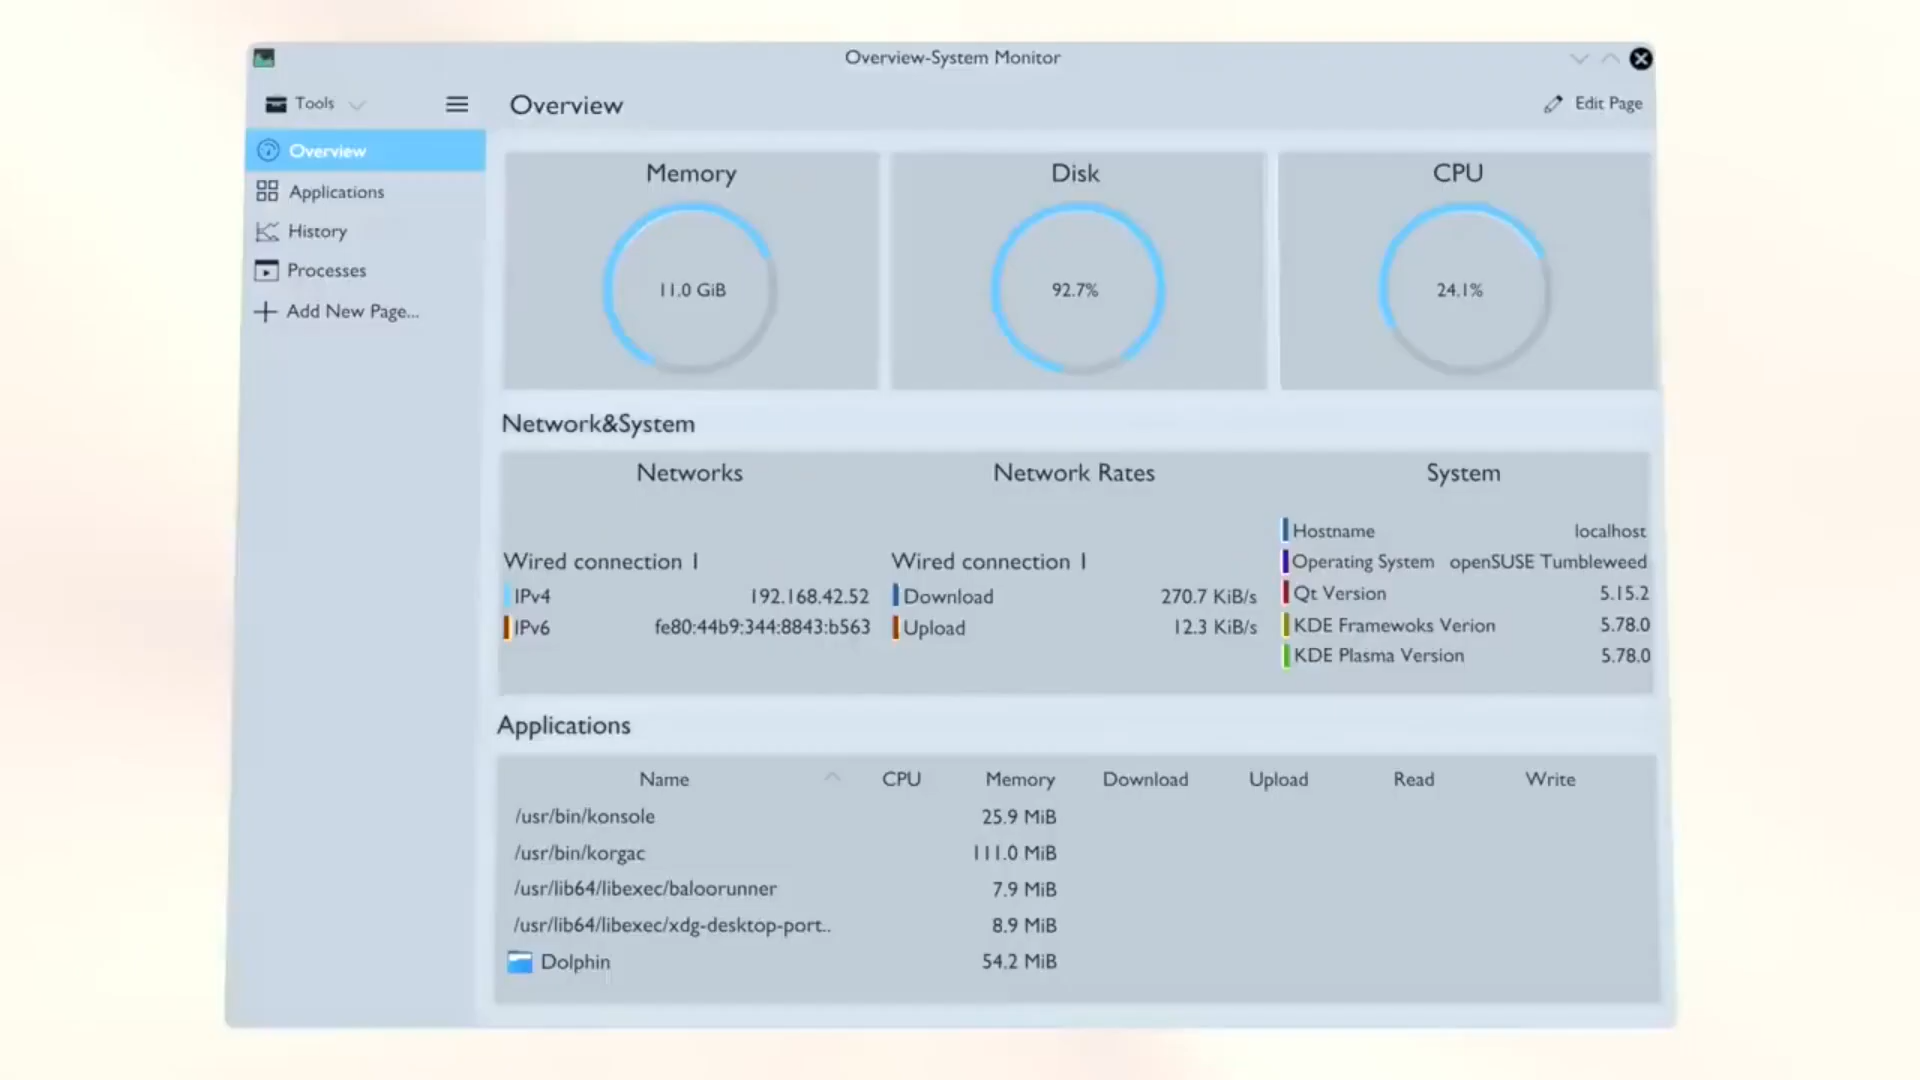 Overview-System Monitor
Tools
Overview
Edit Page
Overview
Applications
History
Processes
Add New Page...
Memory
11.0 GiB
Disk
92.7%
CPU
24.1%
Network&System
Networks
Wired connection 1
IPv4 192.168.42.52
IPv6 fe80:44b9:344:8843:b563
Network Rates
Wired connection 1
Download 270.7 KiB/s
Upload 12.3 KiB/s
System
Hostname localhost
Operating System openSUSE Tumbleweed
Qt Version 5.15.2
KDE Framewoks Verion 5.78.0
KDE Plasma Version 5.78.0
Applications
Name CPU Memory Download Upload Read Write
/usr/bin/konsole 25.9 MiB
/usr/bin/korgac 111.0 MiB
/usr/lib64/libexec/baloorunner 7.9 MiB
/usr/lib64/libexec/xdg-desktop-port.. 8.9 MiB
Dolphin 54.2 MiB